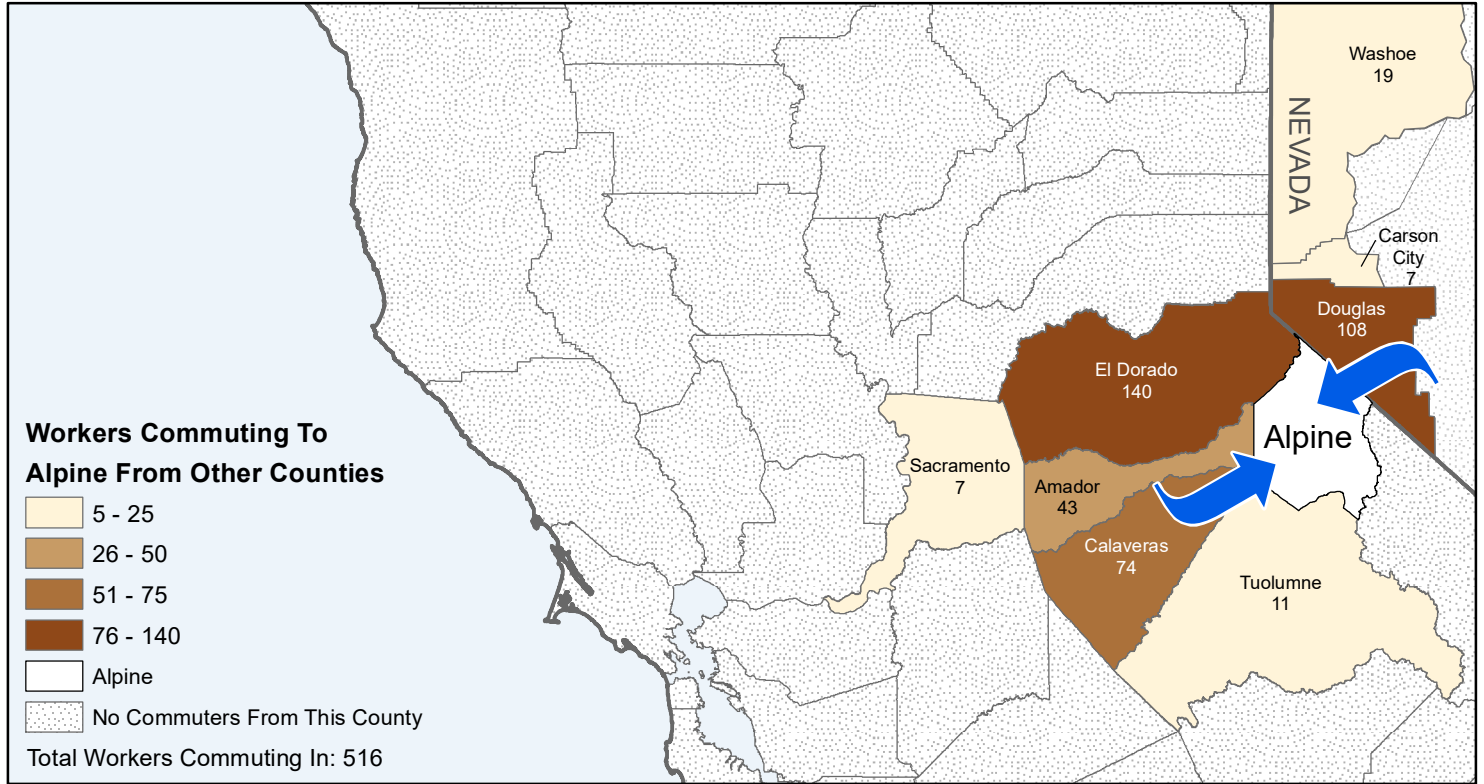 Washoe
19
NEVADA
Carson
City
7
Douglas
108
El Dorado
140
Alpine
Sacramento
7
Amador
43
Calaveras
74
Tuolumne
11
Workers Commuting To
Alpine From Other Counties
5 - 25
26 - 50
51 - 75
76 - 140
Alpine
No Commuters From This County
Total Workers Commuting In: 516